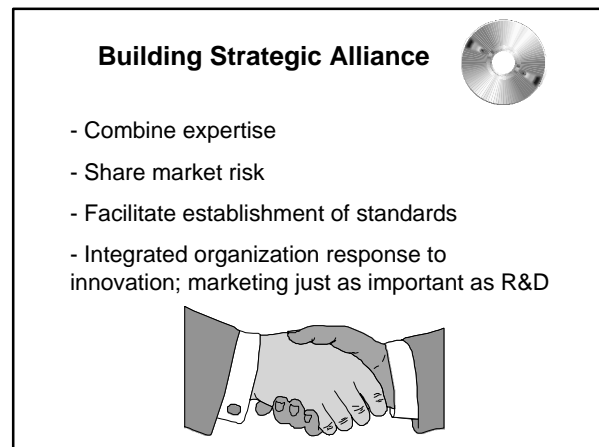 Building Strategic Alliance
- Combine expertise
- Share market risk
- Facilitate establishment of standards
- Integrated organization response to
innovation; marketing just as important as R&D